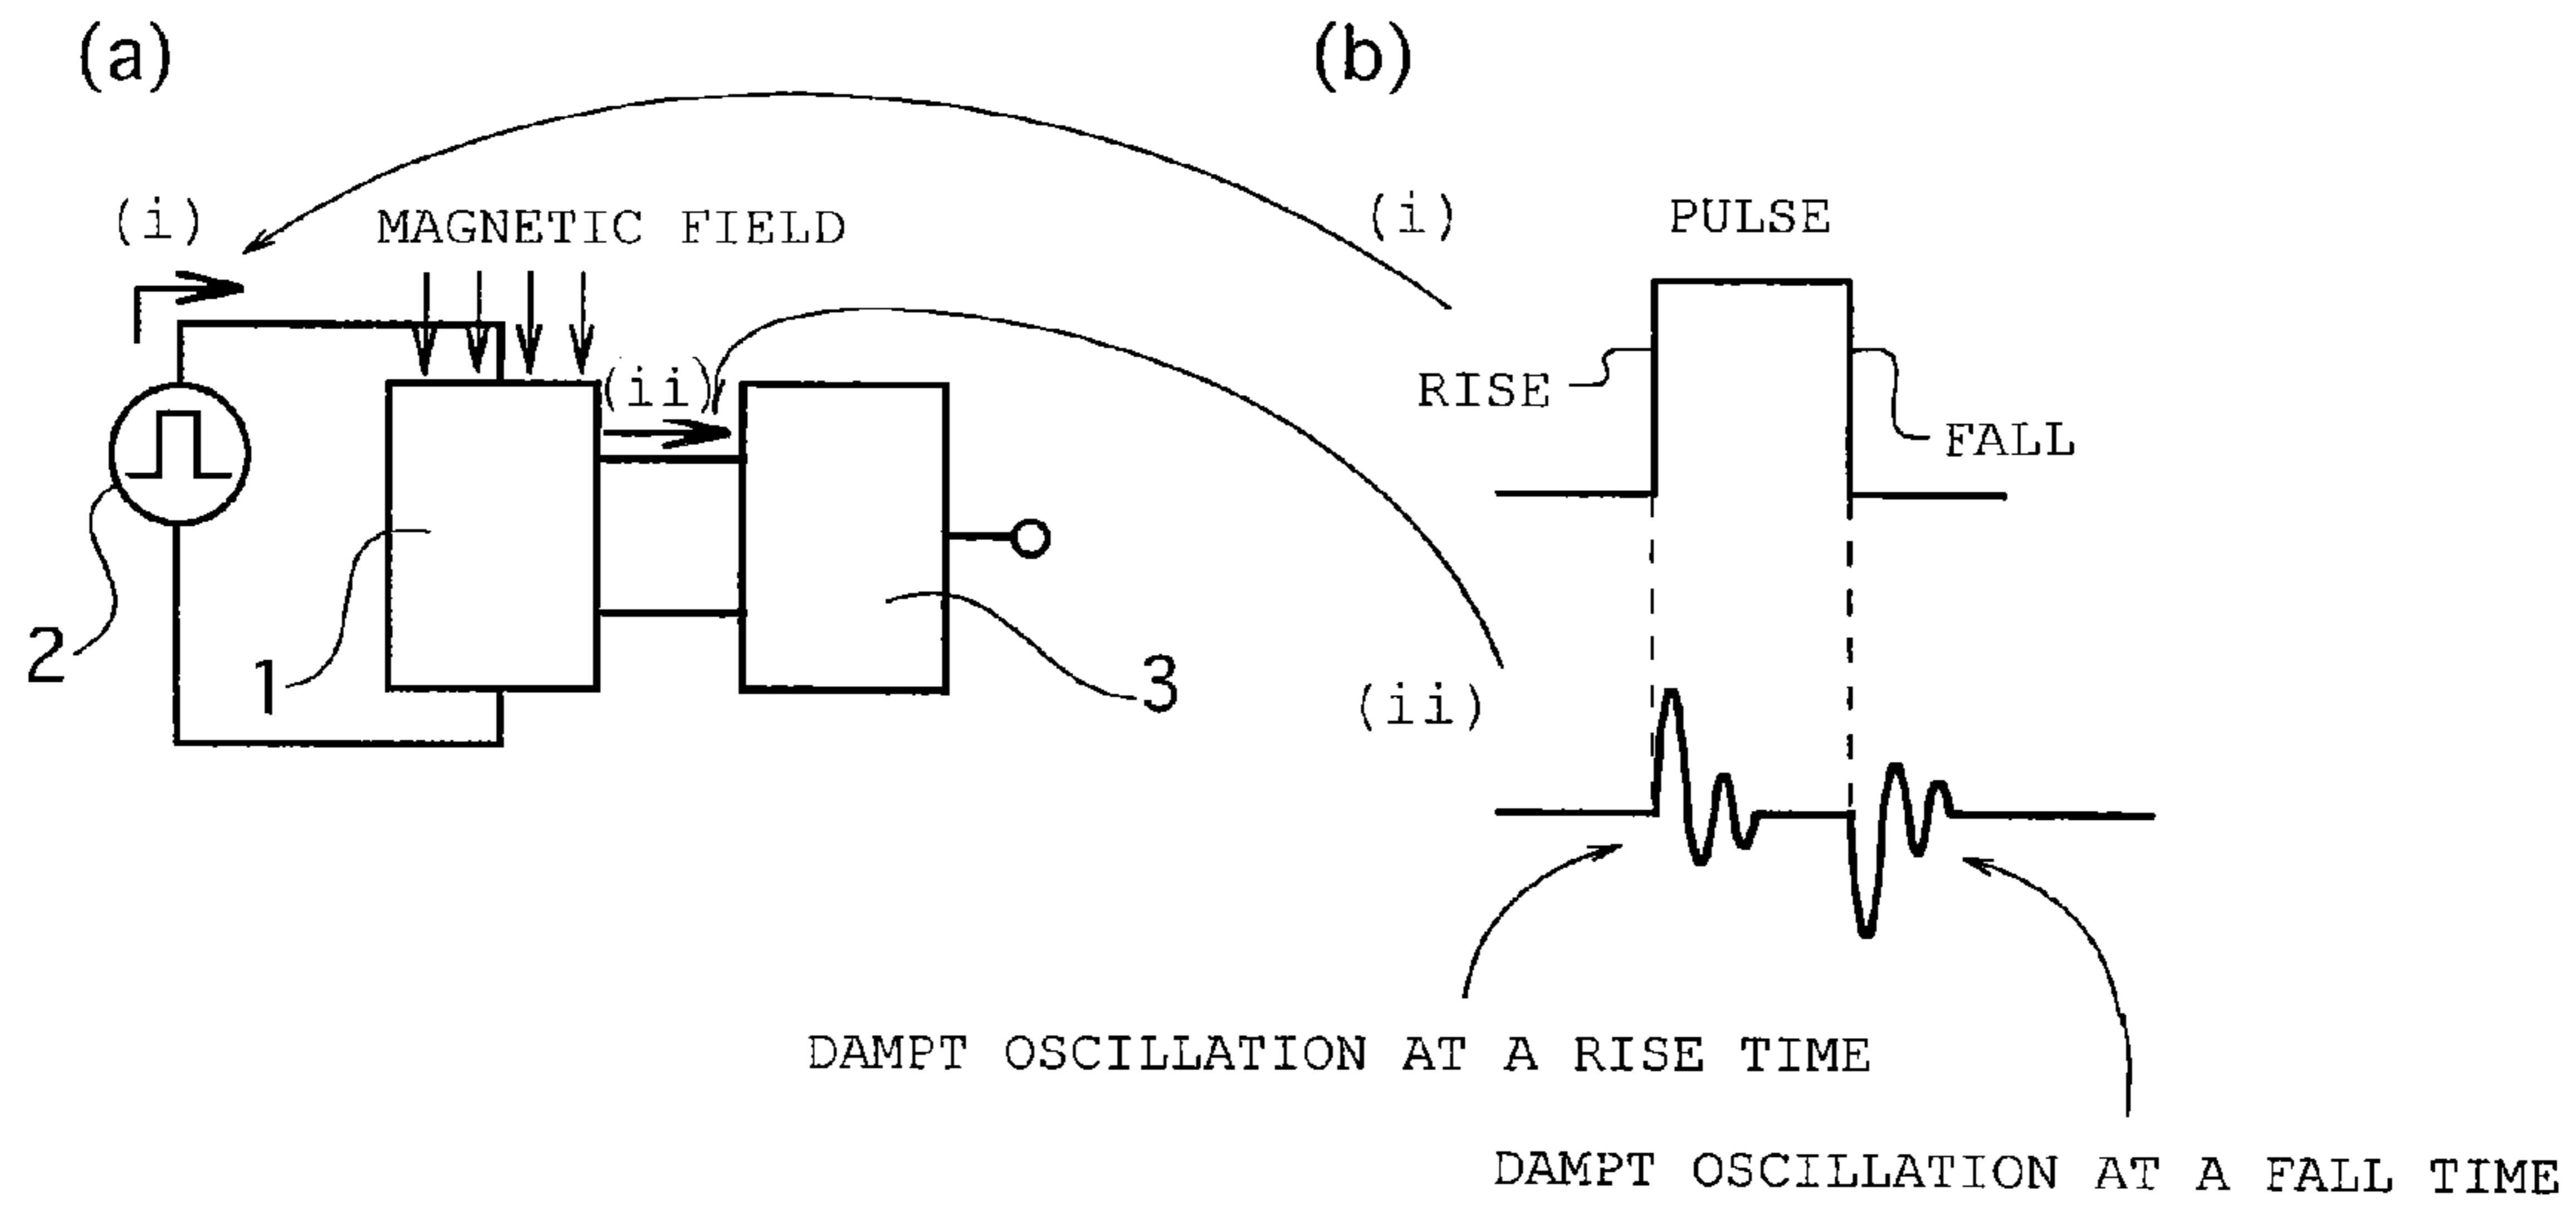 (a)
(b)
(i)
MAGNETIC FIELD
(i)
PULSE
(ii)
RISE
FALL
2
1
3
(ii)
DAMPT OSCILLATION AT A RISE TIME
DAMPT OSCILLATION AT A FALL TIME